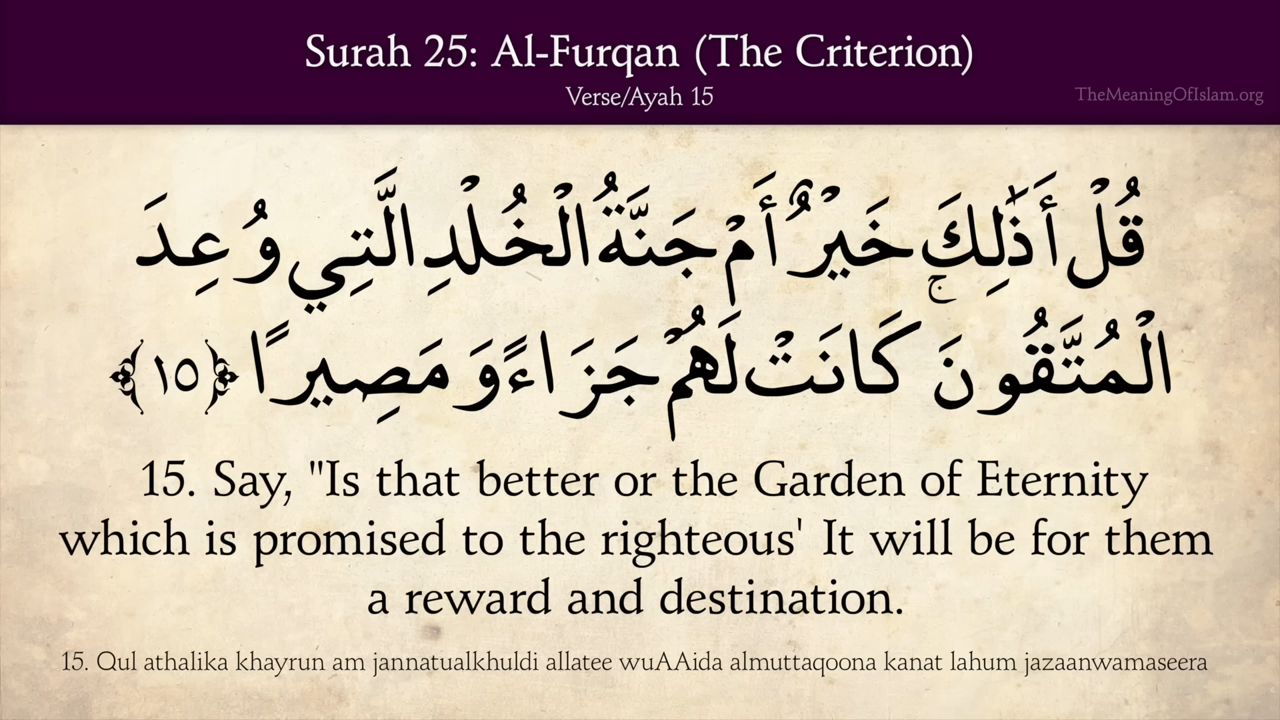 Surah 25: Al-Furqan (The Criterion)
Verse/Ayah 15
TheMeaningOfIslam.org
قُلْ أَذَٰلِكَ خَيْرٌ أَمْ جَنَّةُ الْخُلْدِ الَّتِي وُعِدَ
الْمُتَّقُونَ ۚ كَانَتْ لَهُمْ جَزَاءً وَمَصِيرًا ﴿١٥﴾
15. Say, "Is that better or the Garden of Eternity
which is promised to the righteous' It will be for them
a reward and destination.
15. Qul athalika khayrun am jannatualkhuldi allatee wuAAida almuttaqoona kanat lahum jazaanwamaseera